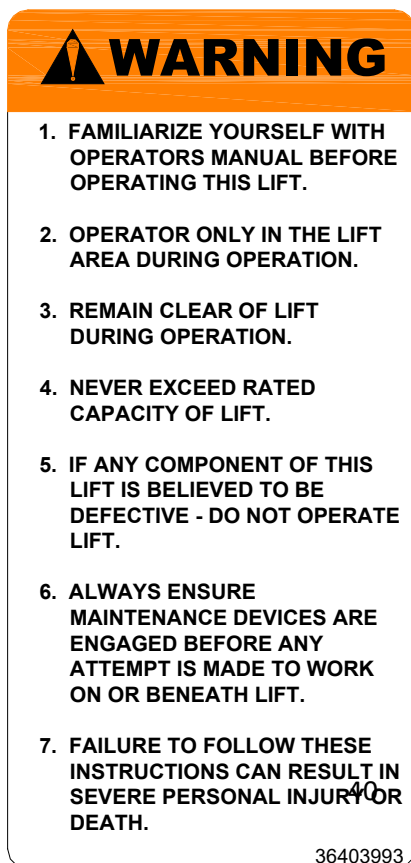 WARNING
1. FAMILIARIZE YOURSELF WITH
OPERATORS MANUAL BEFORE
OPERATING THIS LIFT.
2. OPERATOR ONLY IN THE LIFT
AREA DURING OPERATION.
3. REMAIN CLEAR OF LIFT
DURING OPERATION.
4. NEVER EXCEED RATED
CAPACITY OF LIFT.
5. IF ANY COMPONENT OF THIS
LIFT IS BELIEVED TO BE
DEFECTIVE - DO NOT OPERATE
LIFT.
6. ALWAYS ENSURE
MAINTENANCE DEVICES ARE
ENGAGED BEFORE ANY
ATTEMPT IS MADE TO WORK
ON OR BENEATH LIFT.
7. FAILURE TO FOLLOW THESE
INSTRUCTIONS CAN RESULT IN
40
SEVERE PERSONAL INJURY OR
DEATH.
36403993